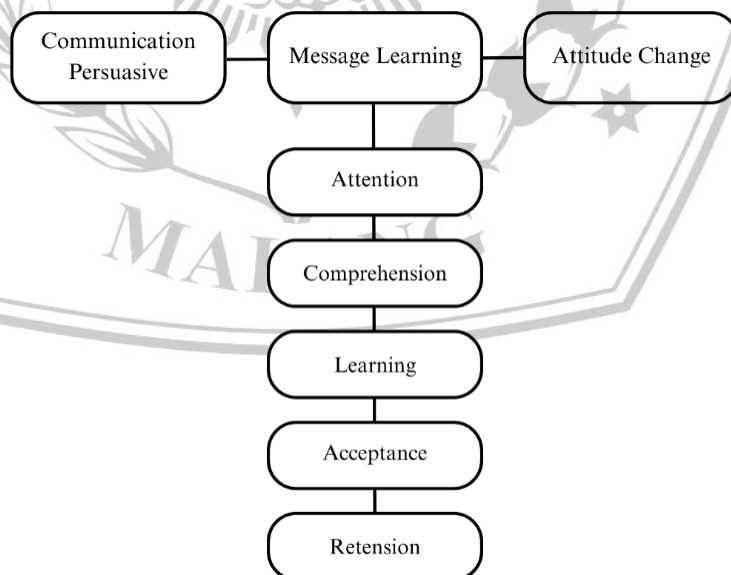 Communication
Persuasive
Message Learning
Attitude Change
Attention
Comprehension
Learning
Acceptance
Retension